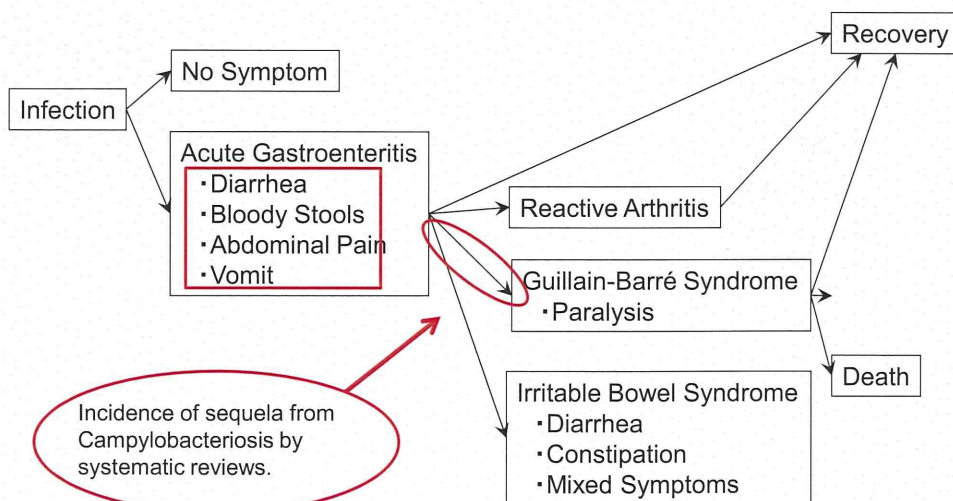 Recovery
No Symptom
Infection
Acute Gastroenteritis
・Diarrhea
・Bloody Stools
・Abdominal Pain
・Vomit
Reactive Arthritis
Guillain-Barré Syndrome
・Paralysis
Death
Irritable Bowel Syndrome
・Diarrhea
・Constipation
・Mixed Symptoms
Incidence of sequela from
Campylobacteriosis by
systematic reviews.